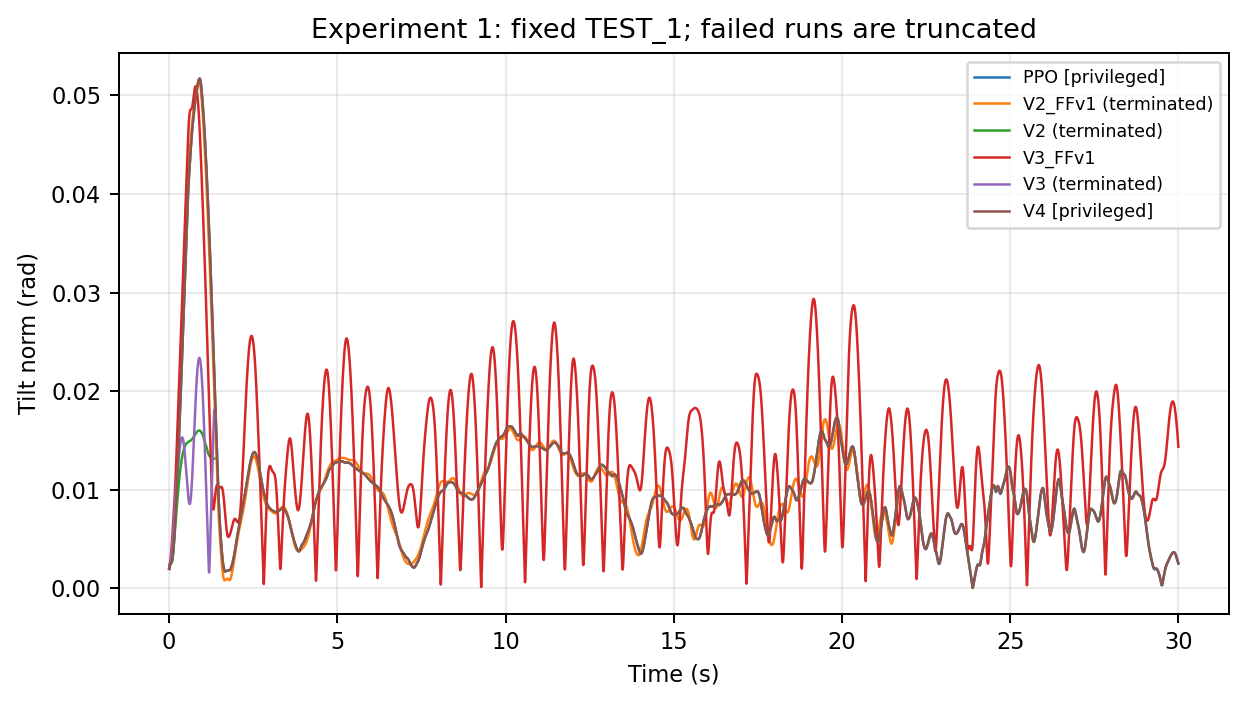 Experiment 1: fixed TEST_1; failed runs are truncated
PPO [privileged]
V2_FFv1 (terminated)
V2 (terminated)
V3_FFv1
V3 (terminated)
V4 [privileged]
Tilt norm (rad)
0.05
0.04
0.03
0.02
0.01
0.00
0 5 10 15 20 25 30
Time (s)